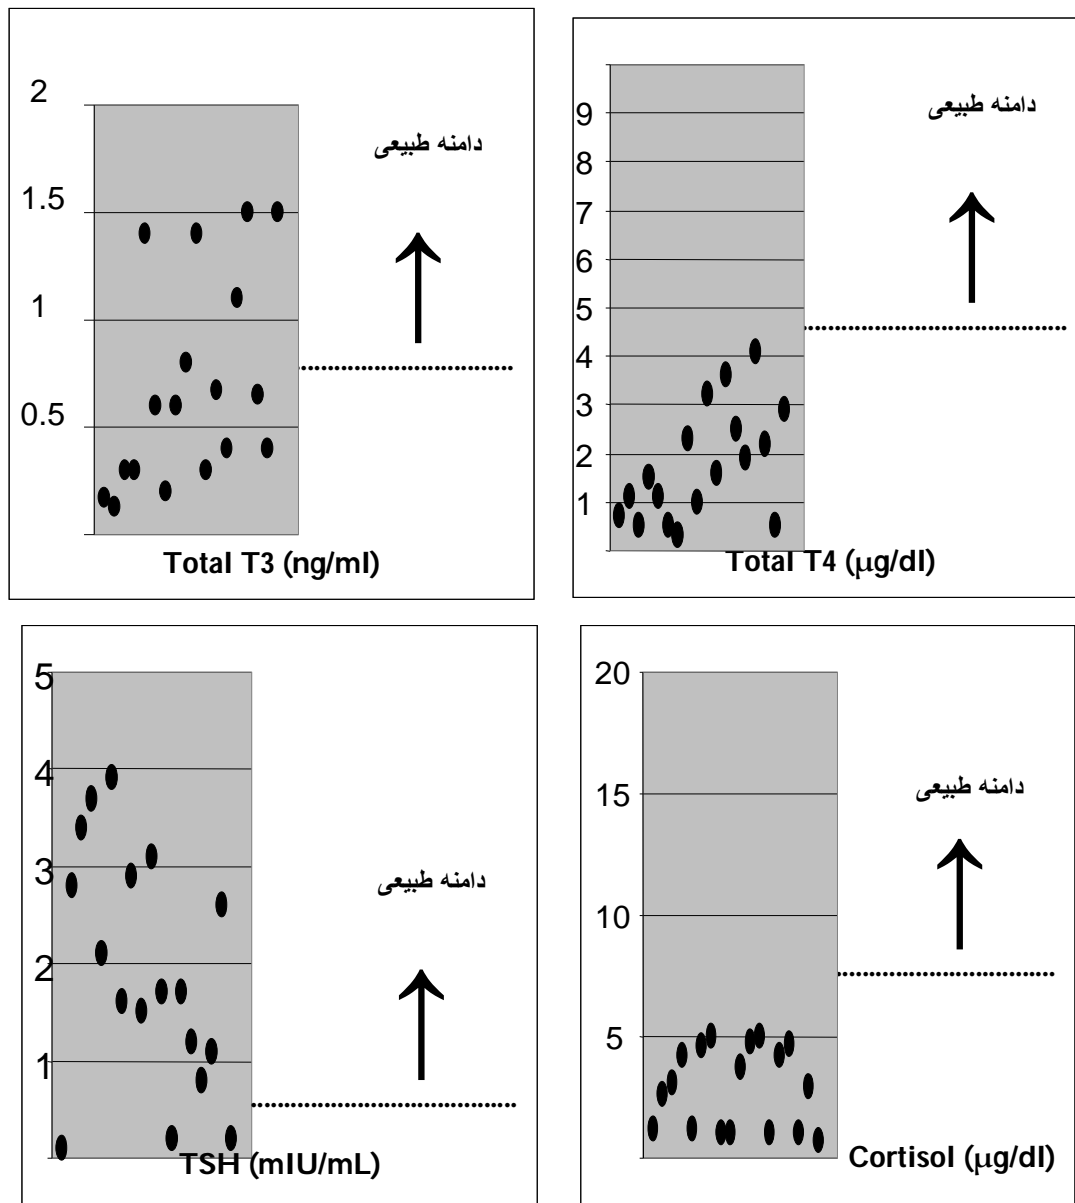 2
1.5
1
0.5
دامنه طبیعی
Total T3 (ng/ml)
9
8
7
6
5
4
3
2
1
دامنه طبیعی
Total T4 (μg/dl)
5
4
3
2
1
دامنه طبیعی
TSH (mIU/mL)
20
15
10
5
دامنه طبیعی
Cortisol (μg/dl)